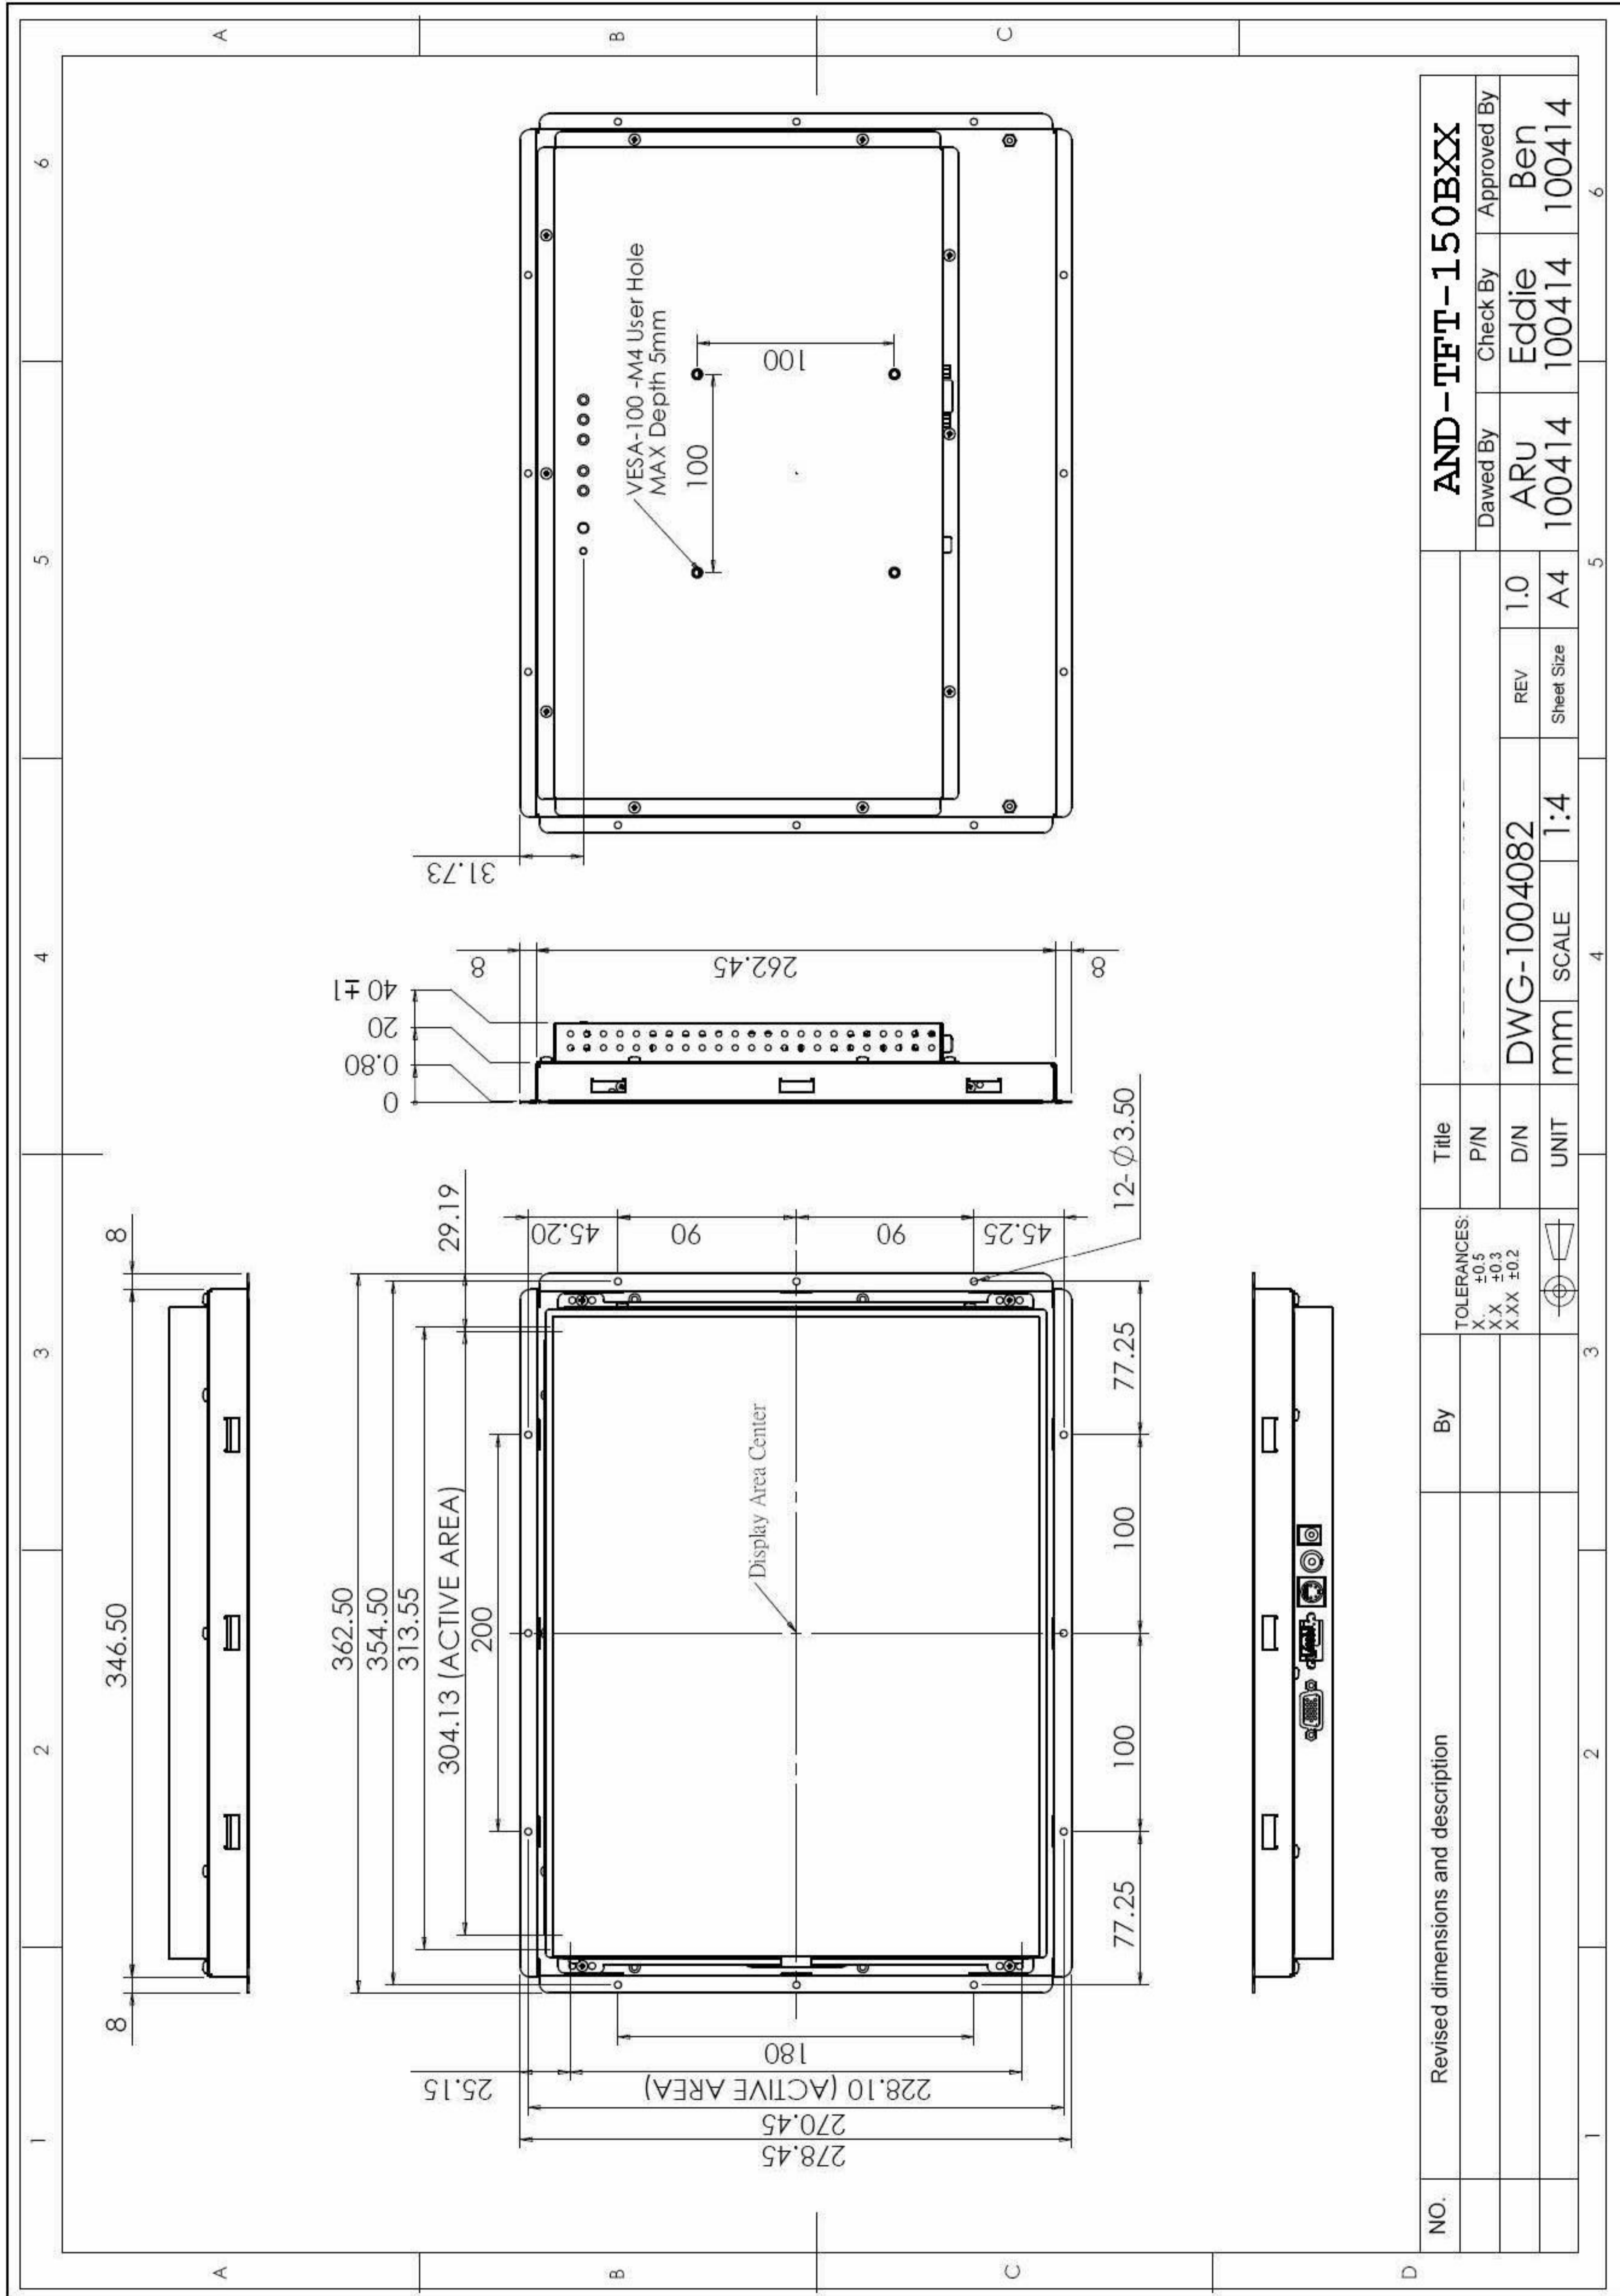 1
2
3
4
5
6
A
B
C
8
346.50
8
362.50
354.50
313.55
304.13 (ACTIVE AREA)
29.19
200
25.15
180
228.10 (ACTIVE AREA)
270.45
278.45
Display Area Center
45.20
90
90
45.25
77.25
100
100
77.25
12-Ø3.50
0
0.80
20
40 ±1
8
262.45
8
31.73
VESA-100 -M4 User Hole
MAX Depth 5mm
100
100
A
B
C
D
NO.
Revised dimensions and description
By
TOLERANCES:
X. ±0.5
X.X ±0.3
X.XX ±0.2
Title
P/N
D/N
DWG-1004082
REV
1.0
UNIT
mm
SCALE
1:4
Sheet Size
A4
AND-TFT-150BXX
Dawed By
Check By
Approved By
ARu
Eddie
Ben
100414
100414
100414
1
2
3
4
5
6